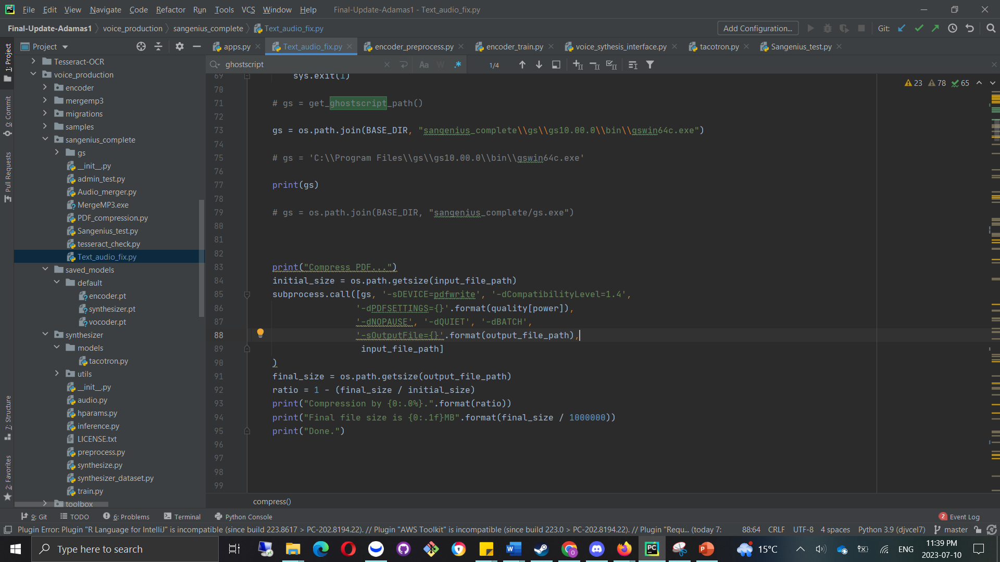 File Edit View Navigate Code Refactor Run Tools VCS Window Help Final-Update-Adamas1 - Text_audio_fix.py
Final-Update-Adamas1 voice_production sangenius_complete Text_audio_fix.py Add Configuration... Git:
Project apps.py Text_audio_fix.py encoder_preprocess.py encoder_train.py voice_sythesis_interface.py tacotron.py Sangenius_test.py
ghostscript Aa W .* 1/4
23 78 65
1: Project
0: Commit
Pull Requests
7: Structure
2: Favorites
Tesseract-OCR
voice_production
encoder
mergemp3
migrations
samples
sangenius_complete
gs
__init__.py
admin_test.py
Audio_merger.py
MergeMP3.exe
PDF_compression.py
Sangenius_test.py
tesseract_check.py
Text_audio_fix.py
saved_models
default
encoder.pt
synthesizer.pt
vocoder.pt
synthesizer
models
tacotron.py
utils
__init__.py
audio.py
hparams.py
inference.py
LICENSE.txt
preprocess.py
synthesize.py
synthesizer_dataset.py
train.py
toolbox
69 sys.exit(1)
70
71 # gs = get_ghostscript_path()
72
73 gs = os.path.join(BASE_DIR, "sangenius_complete\\gs\\gs10.00.0\\bin\\gswin64c.exe")
74
75 # gs = 'C:\\Program Files\\gs\\gs10.00.0\\bin\\gswin64c.exe'
76
77 print(gs)
78
79 # gs = os.path.join(BASE_DIR, "sangenius_complete/gs.exe")
80
81
82
83 print("Compress PDF...")
84 initial_size = os.path.getsize(input_file_path)
85 subprocess.call([gs, '-sDEVICE=pdfwrite', '-dCompatibilityLevel=1.4',
86 '-dPDFSETTINGS={}'.format(quality[power]),
87 '-dNOPAUSE', '-dQUIET', '-dBATCH',
88 '-sOutputFile={}'.format(output_file_path),
89 input_file_path]
90 )
91 final_size = os.path.getsize(output_file_path)
92 ratio = 1 - (final_size / initial_size)
93 print("Compression by {0:.0%}.".format(ratio))
94 print("Final file size is {0:.1f}MB".format(final_size / 1000000))
95 print("Done.")
96
97
98
99
compress()
9: Git TODO 6: Problems Terminal Python Console 2 Event Log
Plugin Error: Plugin "R Language for IntelliJ" is incompatible (since build 223.8617 > PC-202.8194.22). // Plugin "AWS Toolkit" is incompatible (since build 223.0 > PC-202.8194.22). // Plugin "Requ... (today 7: 88:64 CRLF UTF-8 4 spaces Python 3.9 (djvcel7) master
Type here to search 15°C ENG 11:39 PM
2023-07-10